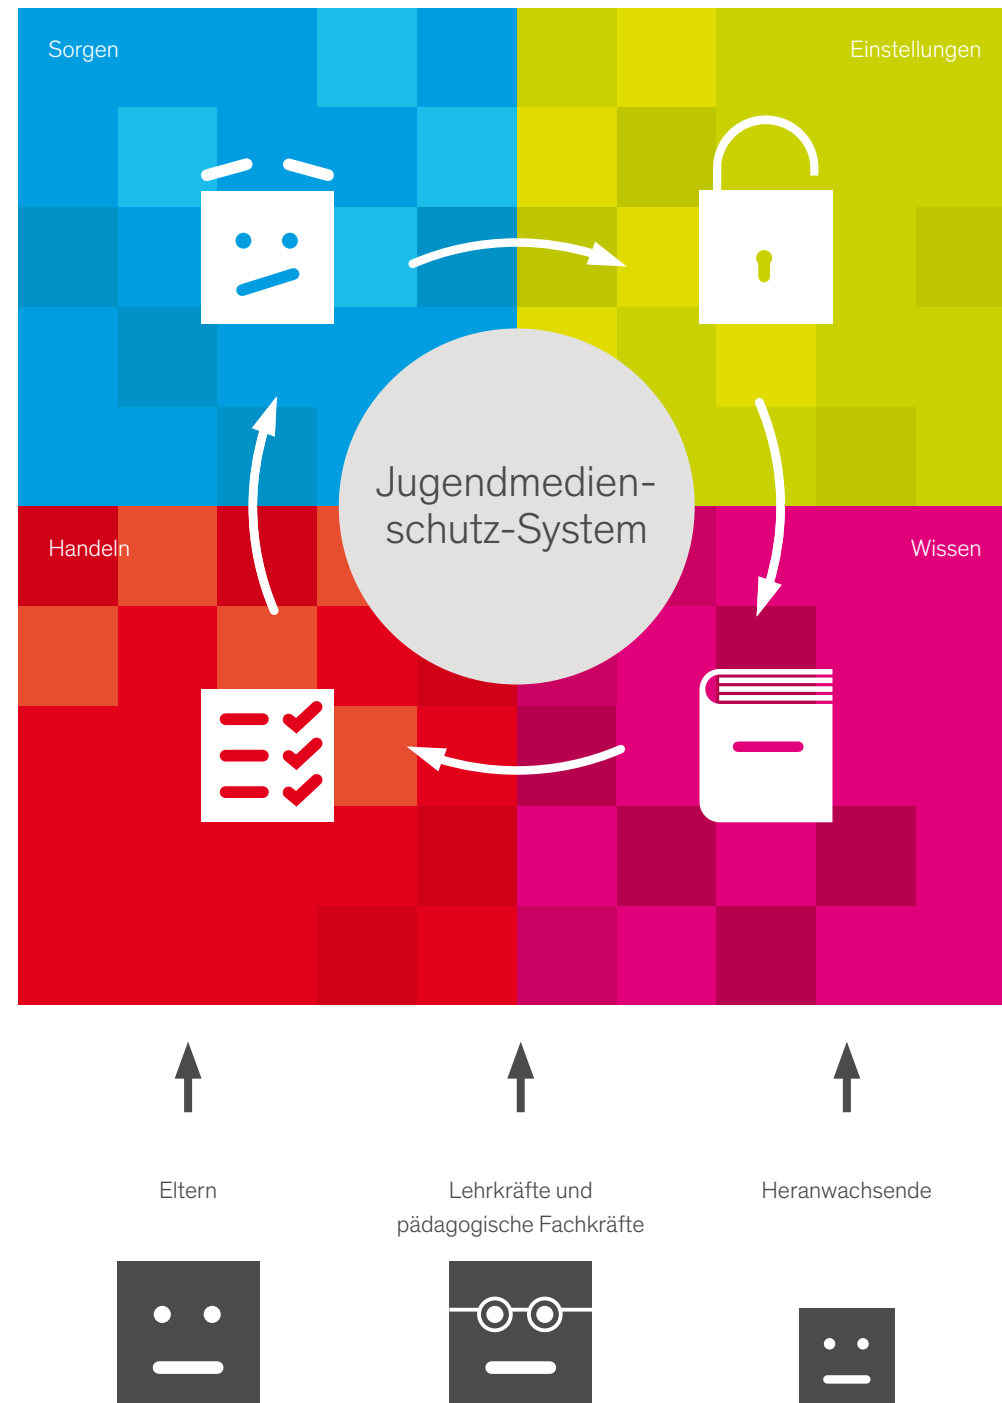 Sorgen
Einstellungen
Jugendmedien-
schutz-System
Handeln
Wissen
Eltern
Lehrkräfte und
pädagogische Fachkräfte
Heranwachsende